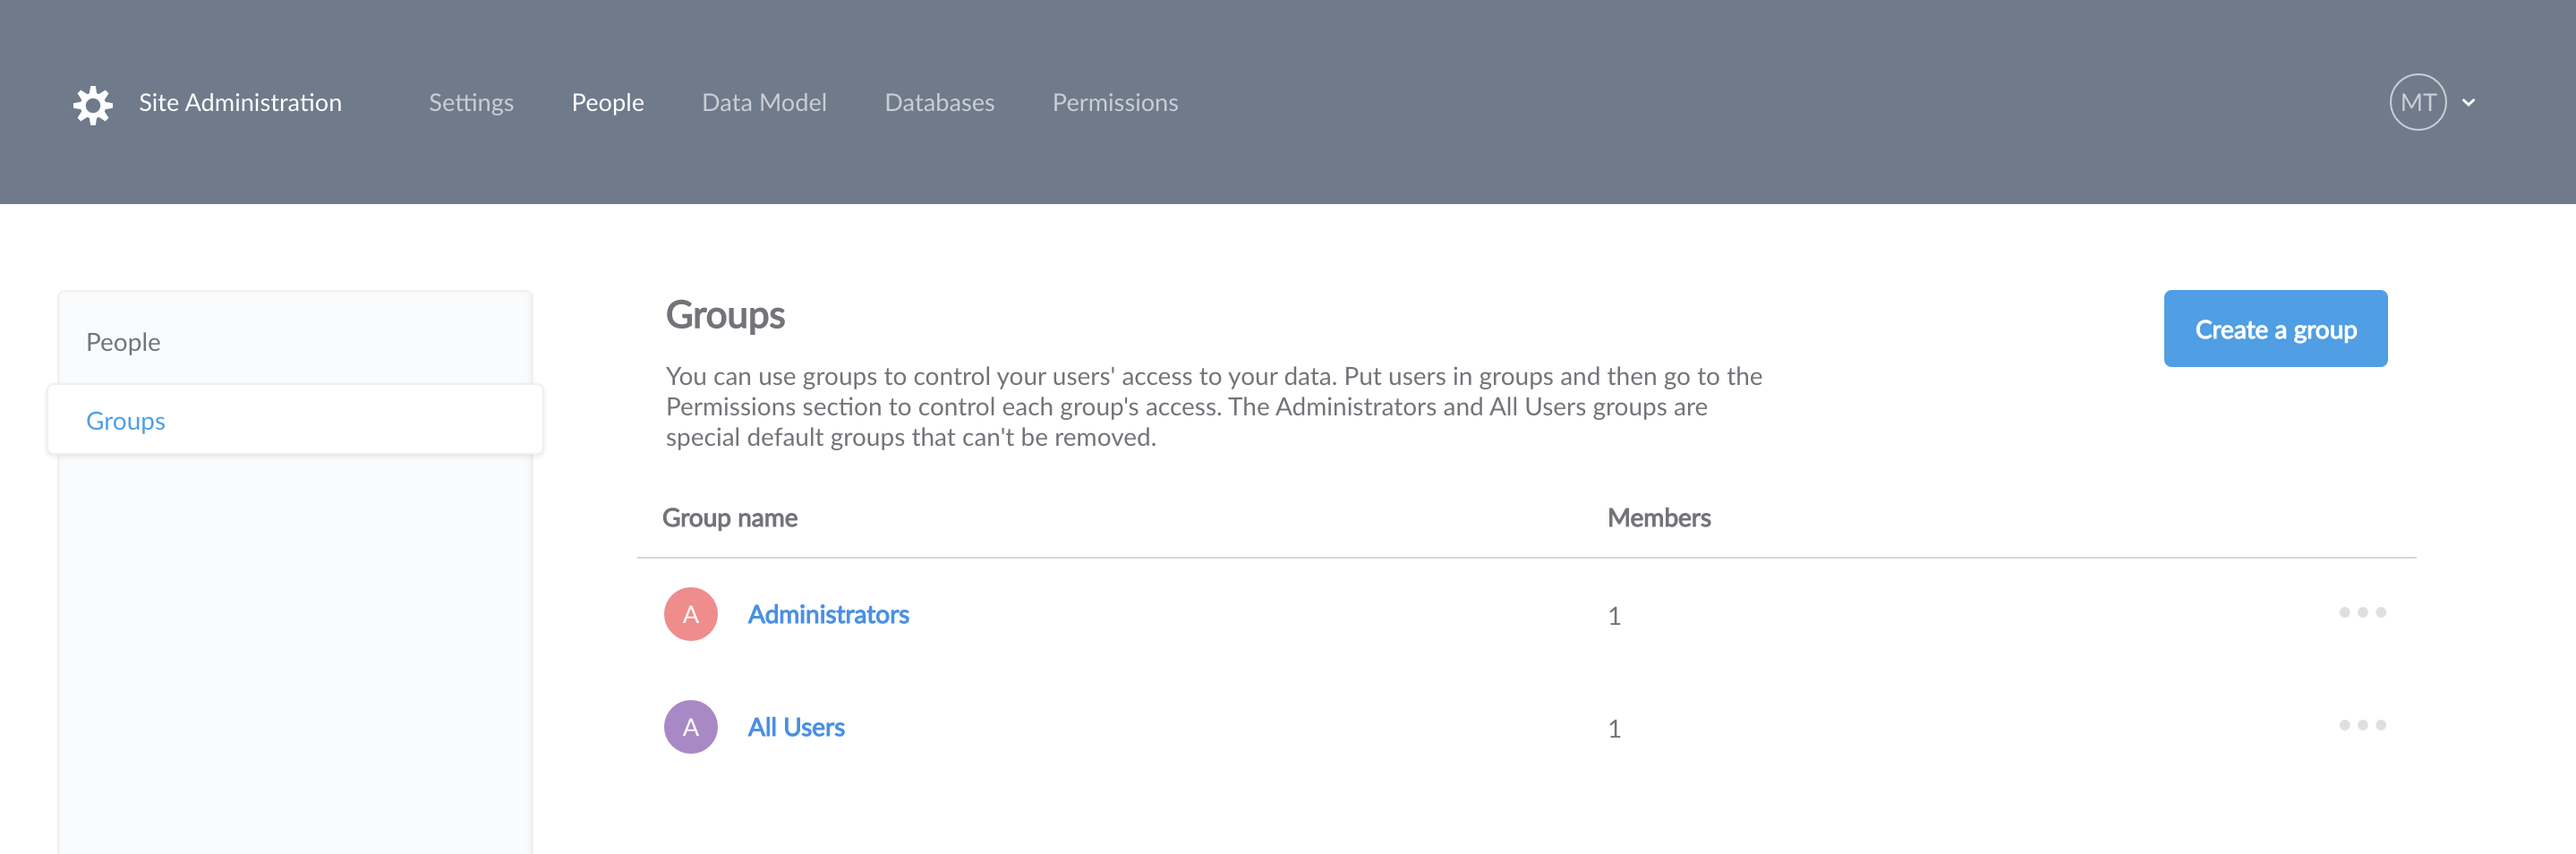 Site Administration Settings People Data Model Databases Permissions MT
People
Groups
Groups
Create a group
You can use groups to control your users' access to your data. Put users in groups and then go to the
Permissions section to control each group's access. The Administrators and All Users groups are
special default groups that can't be removed.
Group name Members
A Administrators 1
A All Users 1